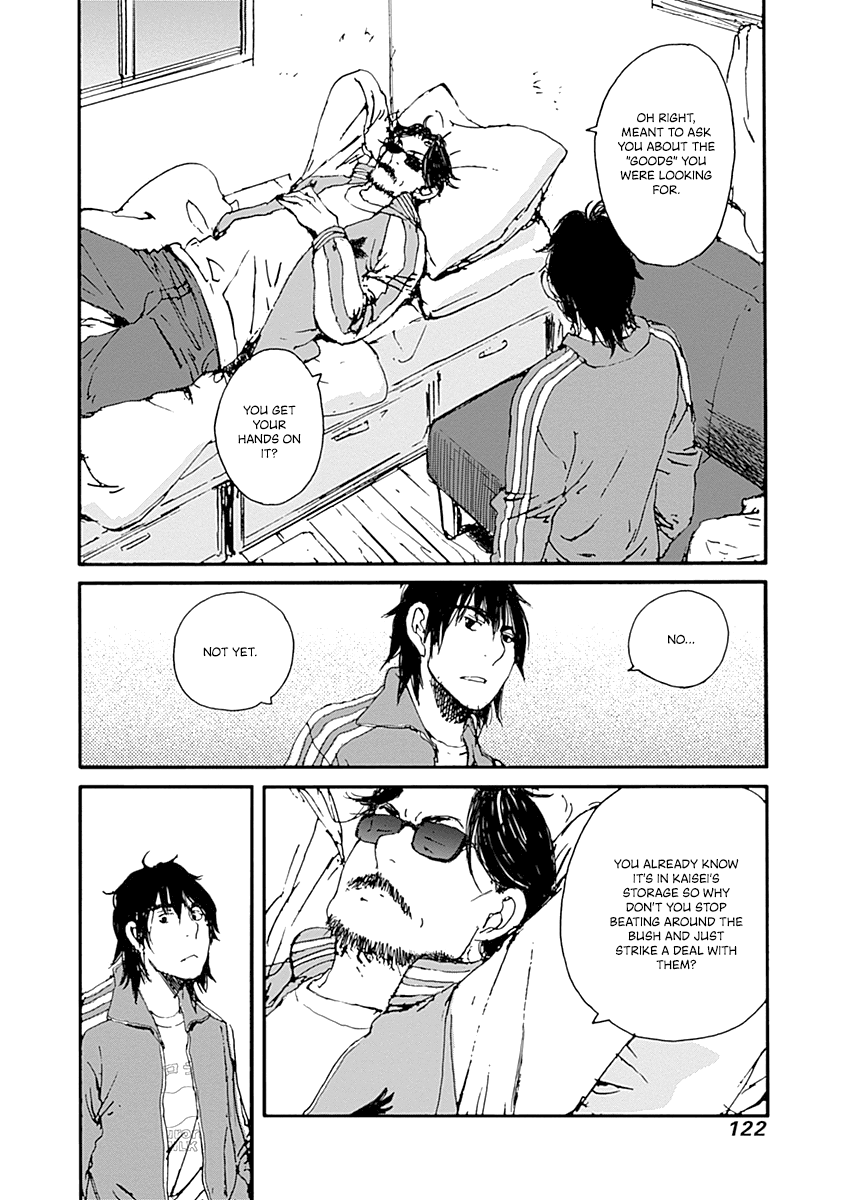 OH RIGHT,
MEANT TO ASK
YOU ABOUT THE
"GOODS" YOU
WERE LOOKING
FOR.
YOU GET
YOUR
HANDS ON
IT?
NO...
NOT YET.
YOU ALREADY KNOW
IT'S IN KAISEI'S
STORAGE SO WHY
DON'T YOU STOP
BEATING AROUND THE
BUSH AND JUST
STRIKE A DEAL WITH
THEM?
122